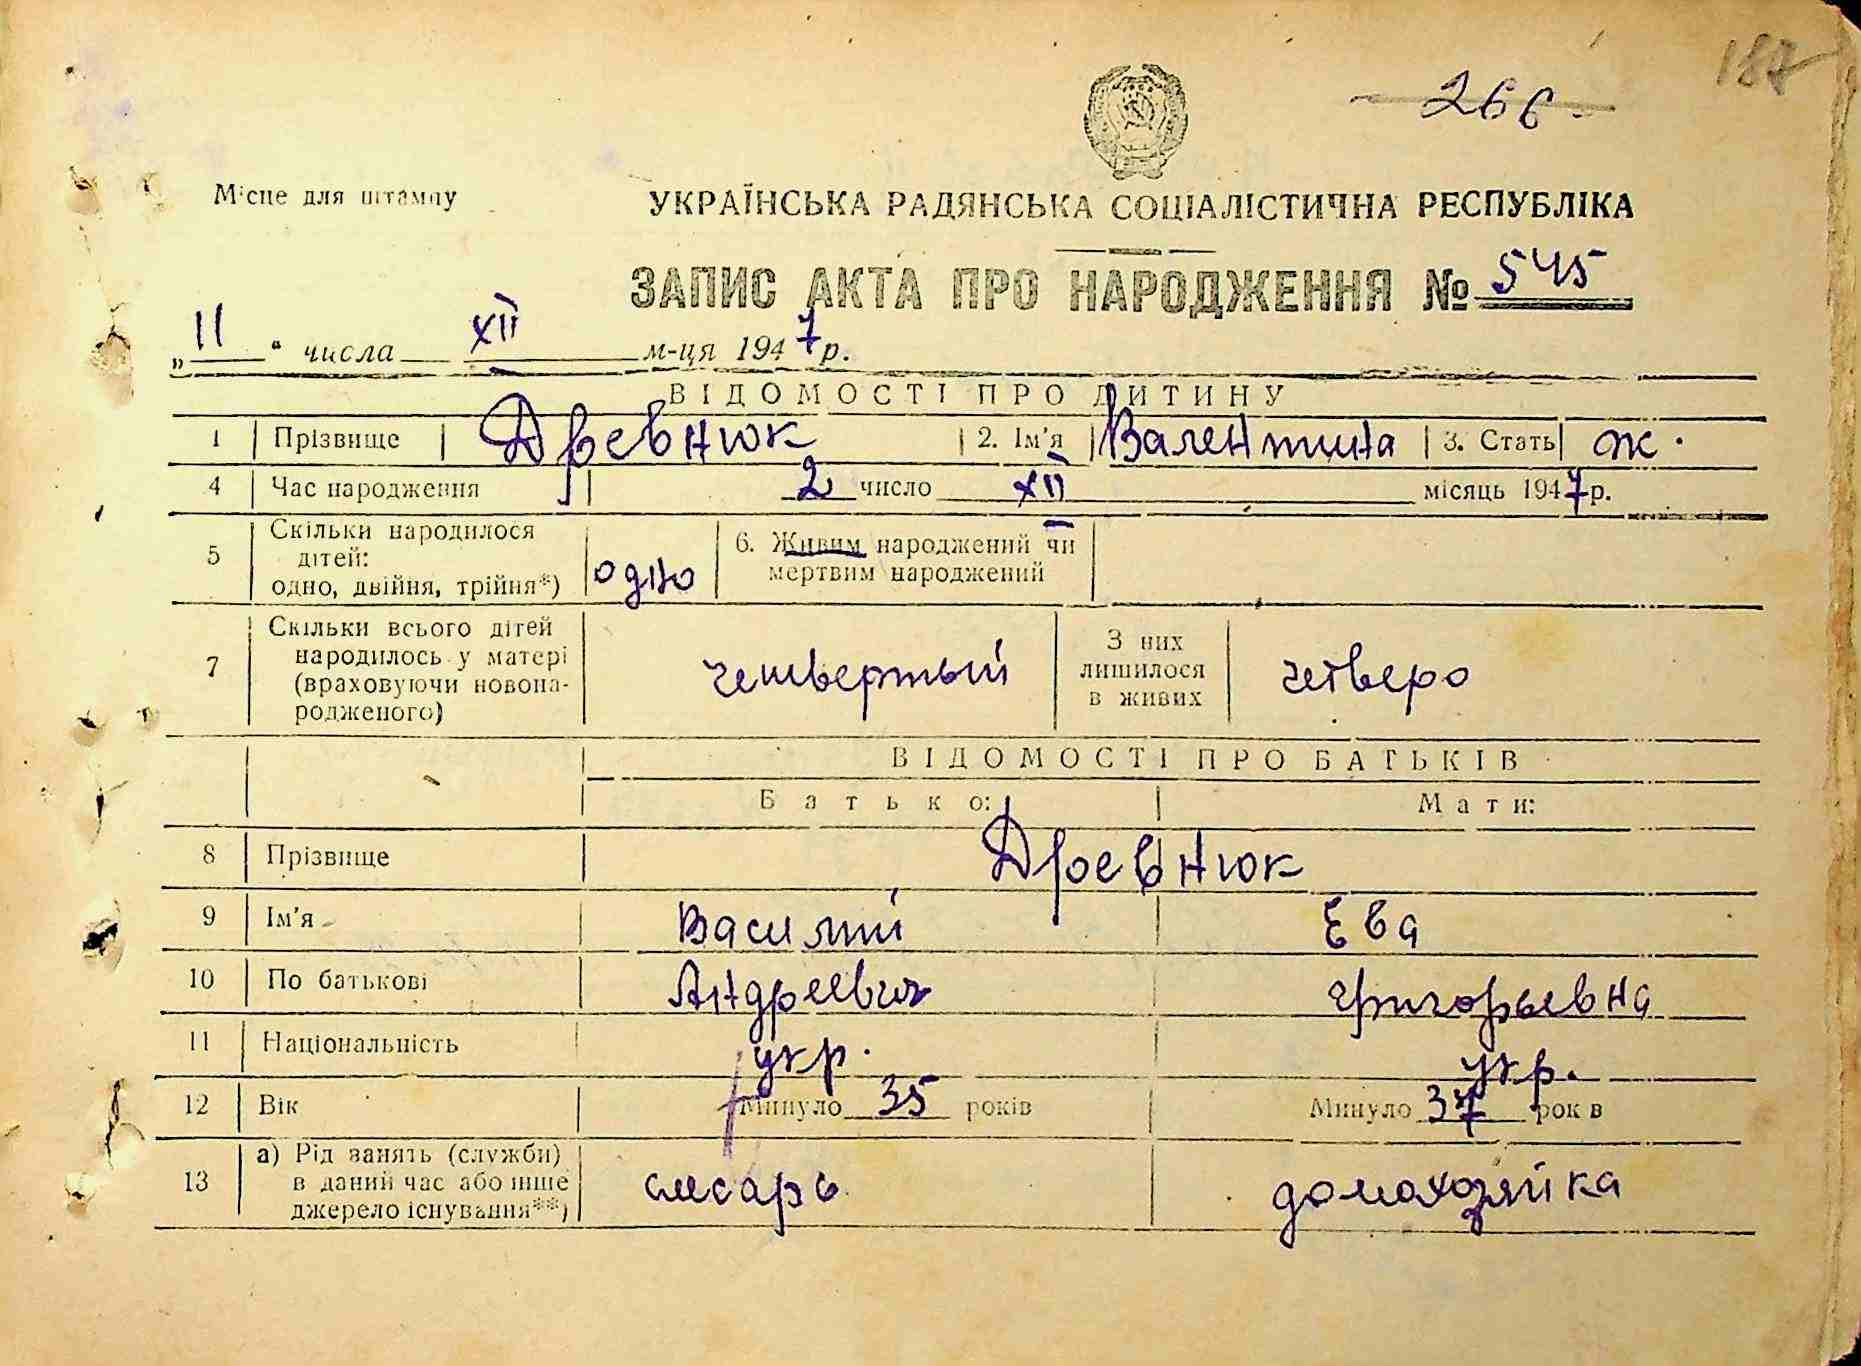 187
266.
Місце для штампу
УКРАЇНСЬКА РАДЯНСЬКА СОЦІАЛІСТИЧНА РЕСПУБЛІКА
ЗАПИС АКТА ПРО НАРОДЖЕННЯ № 545
„11" числа XII м-ця 1947 р.
ВІДОМОСТІ ПРО ДИТИНУ
1 Прізвище Древнюк 2. Ім'я Валентина 3. Стать ж.
4 Час народження 2 число XII місяць 1947 р.
5 Скільки народилося дітей: одно, двійня, трійня*) одно 6. Живим народжений чи мертвим народжений
7 Скільки всього дітей народилось у матері (враховуючи новонародженого) четвертый З них лишилося в живих четверо
ВІДОМОСТІ ПРО БАТЬКІВ
Батько: Мати:
8 Прізвище Древнюк
9 Ім'я Василий Ева
10 По батькові Андреевич Григорьевна
11 Національність укр. укр.
12 Вік Минуло 35 років Минуло 37 рок в
13 а) Рід занять (служби) в даний час або інше джерело існування**) слесарь домохозяйка